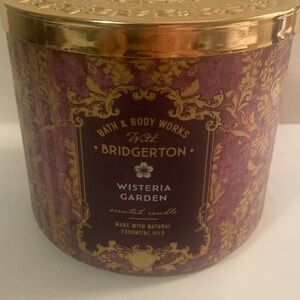 BATH & BODY WORKS
With
• BRIDGERTON •
WISTERIA
GARDEN
scented candle
MADE WITH NATURAL
ESSENTIAL OILS